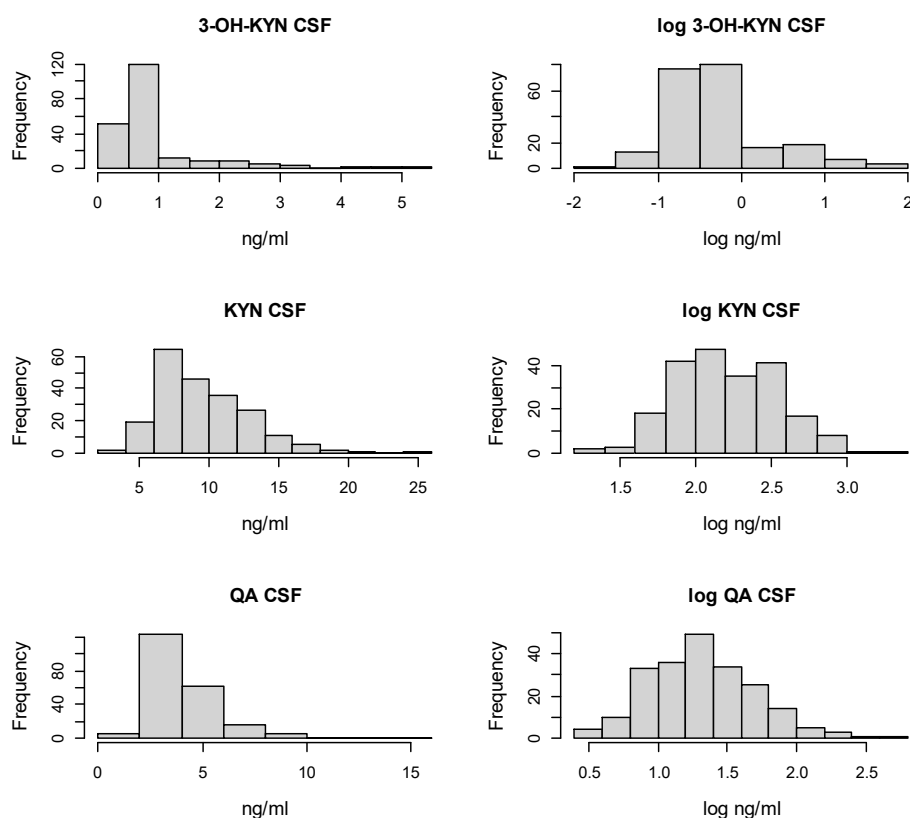 3-OH-KYN CSF
Frequency
0 40 80 120
0 1 2 3 4 5
ng/ml
log 3-OH-KYN CSF
Frequency
0 20 60
-2 -1 0 1 2
log ng/ml
KYN CSF
Frequency
0 20 40 60
5 10 15 20 25
ng/ml
log KYN CSF
Frequency
0 20 40
1.5 2.0 2.5 3.0
log ng/ml
QA CSF
Frequency
0 40 80
0 5 10 15
ng/ml
log QA CSF
Frequency
0 20 40
0.5 1.0 1.5 2.0 2.5
log ng/ml